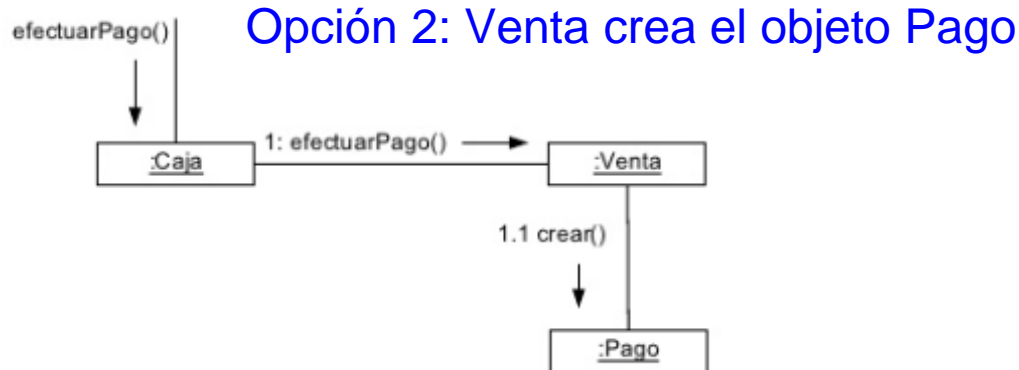 Opción 2: Venta crea el objeto Pago
efectuarPago()
1: efectuarPago()
:Caja
:Venta
1.1 crear()
:Pago